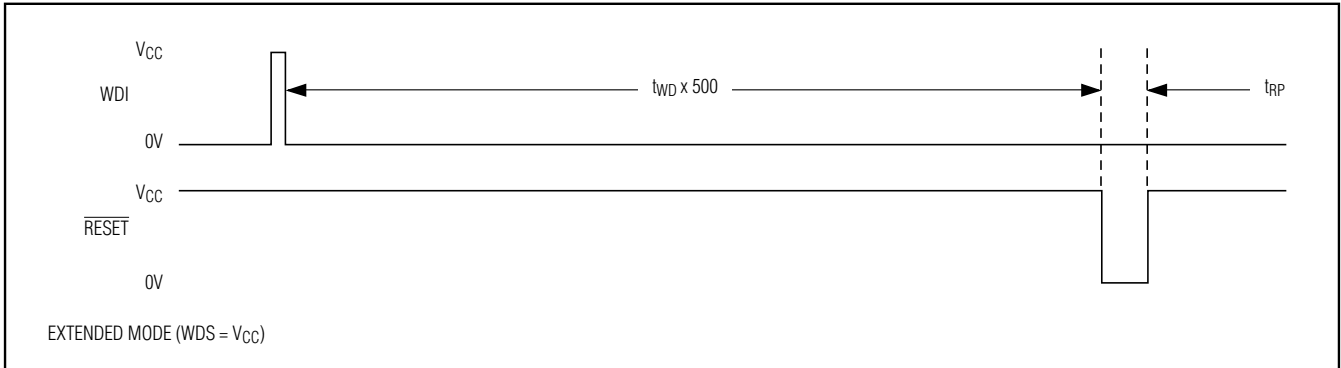 VCC
WDI
tWD x 500
tRP
0V
VCC
RESET
0V
EXTENDED MODE (WDS = VCC)